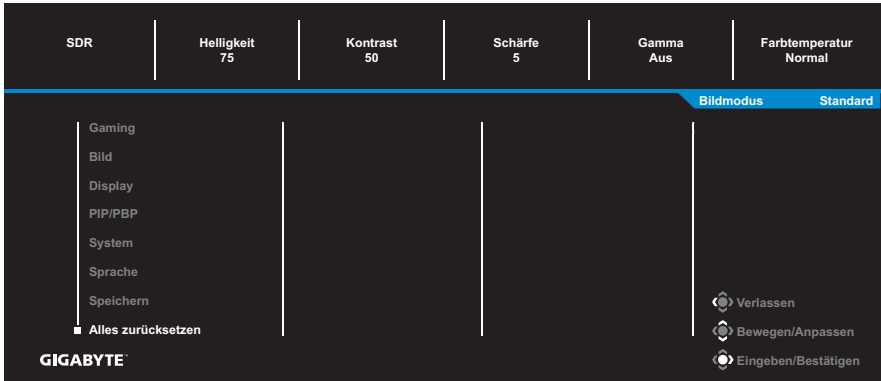 SDR
Helligkeit
75
Kontrast
50
Schärfe
5
Gamma
Aus
Farbtemperatur
Normal
Bildmodus Standard
Gaming
Bild
Display
PIP/PBP
System
Sprache
Speichern
Alles zurücksetzen
Verlassen
Bewegen/Anpassen
Eingeben/Bestätigen
GIGABYTE™